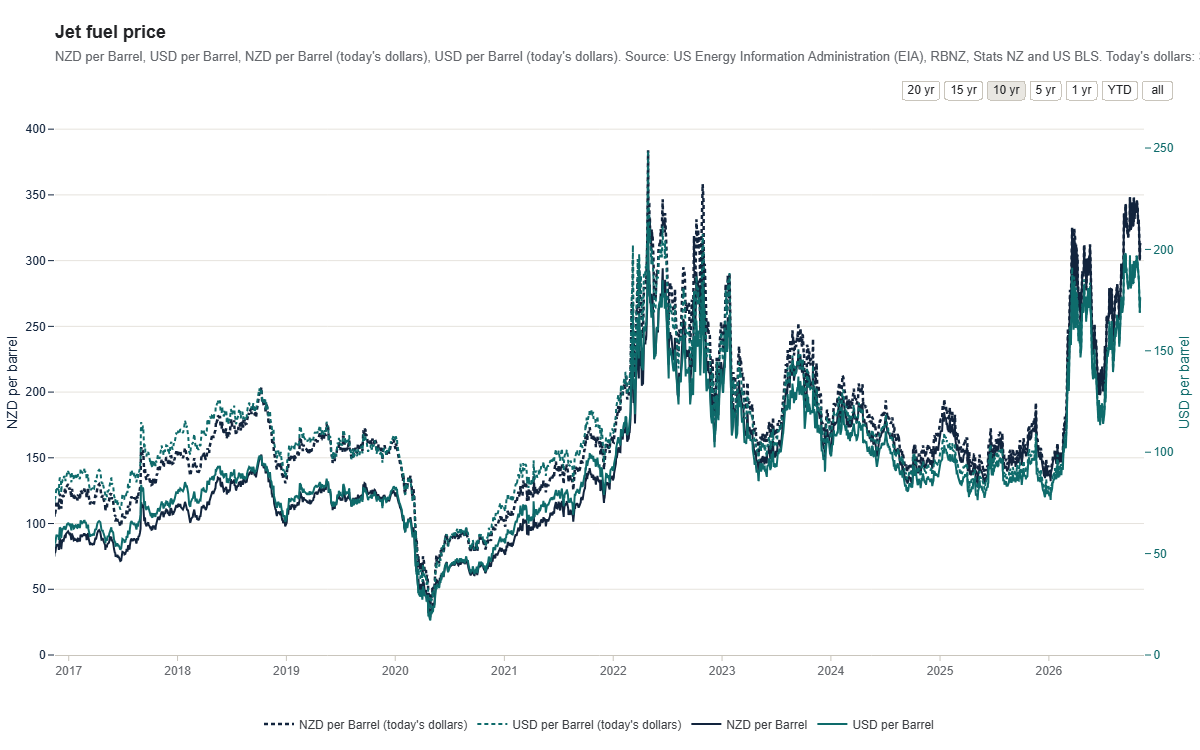 Jet fuel price
NZD per Barrel, USD per Barrel, NZD per Barrel (today's dollars), USD per Barrel (today's dollars). Source: US Energy Information Administration (EIA), RBNZ, Stats NZ and US BLS. Today's dollars:
20 yr 15 yr 10 yr 5 yr 1 yr YTD all
400
350
300
250
200
150
100
50
0
NZD per barrel
250
200
150
100
50
0
USD per barrel
2017 2018 2019 2020 2021 2022 2023 2024 2025 2026
NZD per Barrel (today's dollars) USD per Barrel (today's dollars) NZD per Barrel USD per Barrel